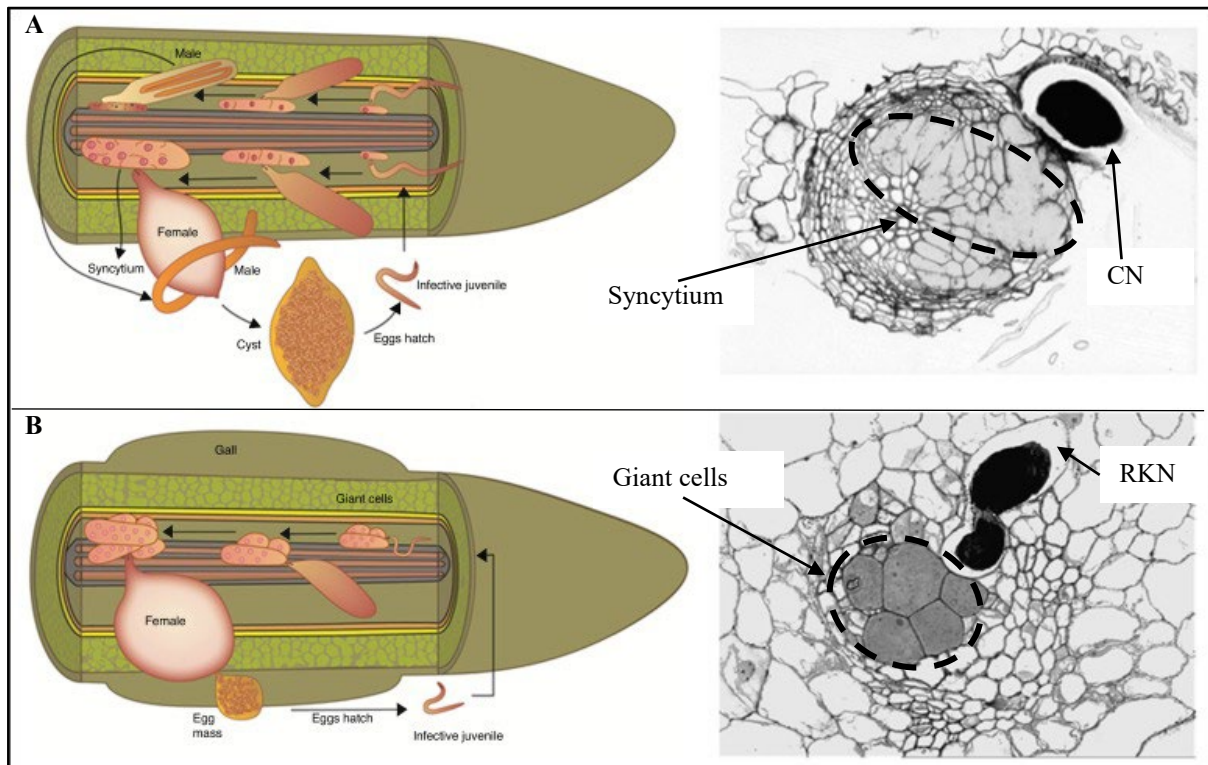 A
Male
Female
Syncytium
Male
Infective juvenile
Cyst
Eggs hatch
Syncytium
CN
B
Gall
Giant cells
Female
Egg
mass
Eggs hatch
Infective juvenile
Giant cells
RKN